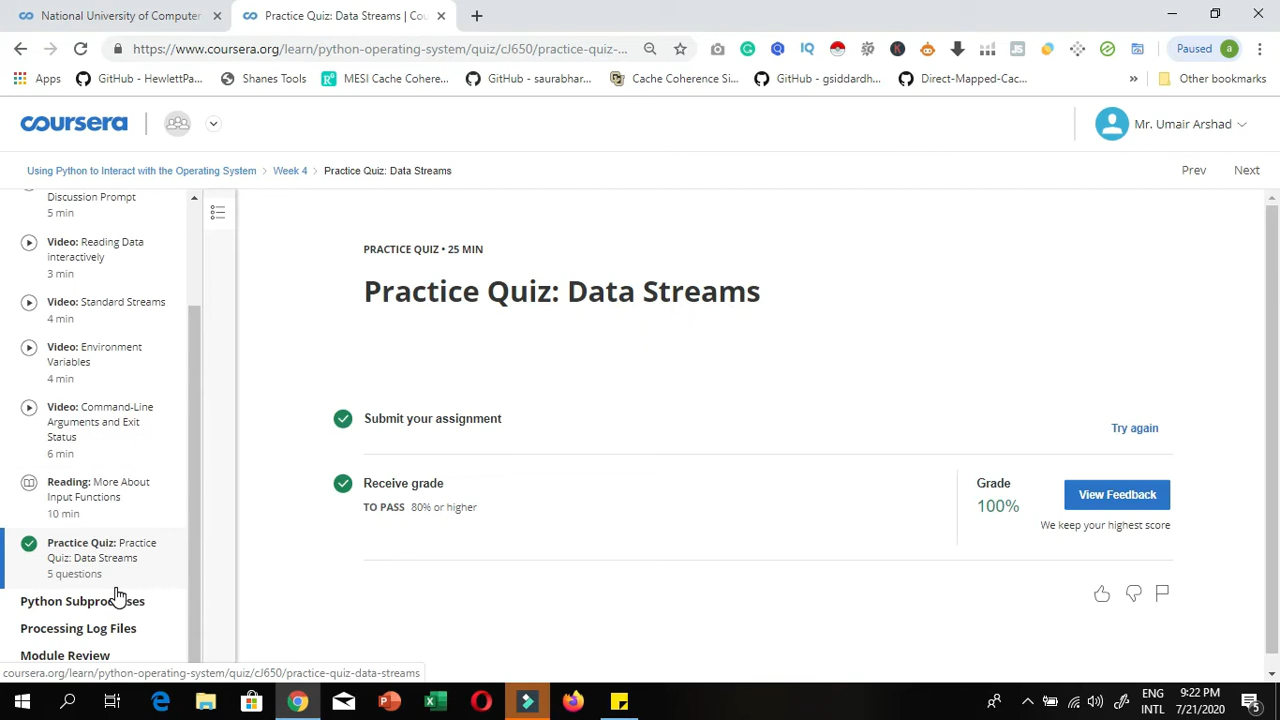 National University of Computer
Practice Quiz: Data Streams | Cou
https://www.coursera.org/learn/python-operating-system/quiz/cJ650/practice-quiz-...
Paused
a
Apps
GitHub - HewlettPa...
Shanes Tools
MESI Cache Cohere...
GitHub - saurabhar...
Cache Coherence Si...
GitHub - gsiddardh...
Direct-Mapped-Cac...
»
Other bookmarks
coursera
Mr. Umair Arshad
Using Python to Interact with the Operating System > Week 4 > Practice Quiz: Data Streams
Prev
Next
Discussion Prompt
5 min
Video: Reading Data
interactively
3 min
Video: Standard Streams
4 min
Video: Environment
Variables
4 min
Video: Command-Line
Arguments and Exit
Status
6 min
Reading: More About
Input Functions
10 min
Practice Quiz: Practice
Quiz: Data Streams
5 questions
Python Subprocesses
Processing Log Files
Module Review
PRACTICE QUIZ • 25 MIN
Practice Quiz: Data Streams
Submit your assignment
Try again
Receive grade
TO PASS 80% or higher
Grade
100%
View Feedback
We keep your highest score
coursera.org/learn/python-operating-system/quiz/cJ650/practice-quiz-data-streams
ENG
INTL
9:22 PM
7/21/2020
5